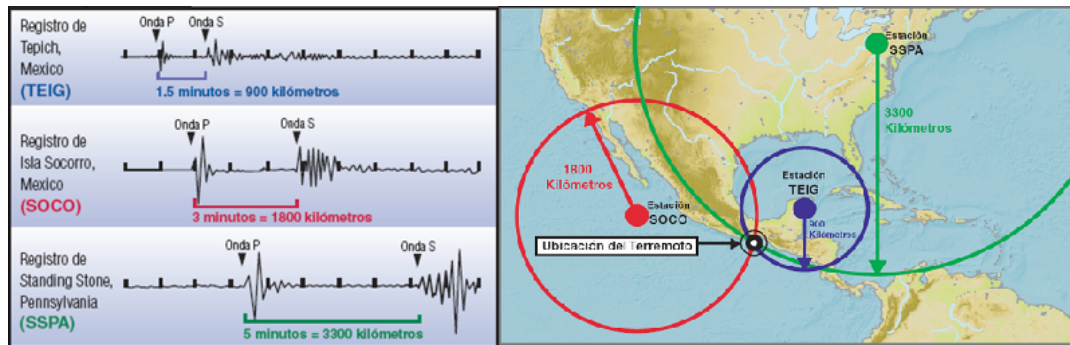 Registro de
Tepich,
Mexico
(TEIG)
Onda P
Onda S
1.5 minutos = 900 kilómetros
Registro de
Isla Socorro,
Mexico
(SOCO)
Onda P
Onda S
3 minutos = 1800 kilómetros
Registro de
Standing Stone,
Pennsylvania
(SSPA)
Onda P
Onda S
5 minutos = 3300 kilómetros
Estación
SSPA
3300
Kilómetros
1800
Kilómetros
Estación
TEIG
900
Kilómetros
Estación
SOCO
Ubicación del Terremoto